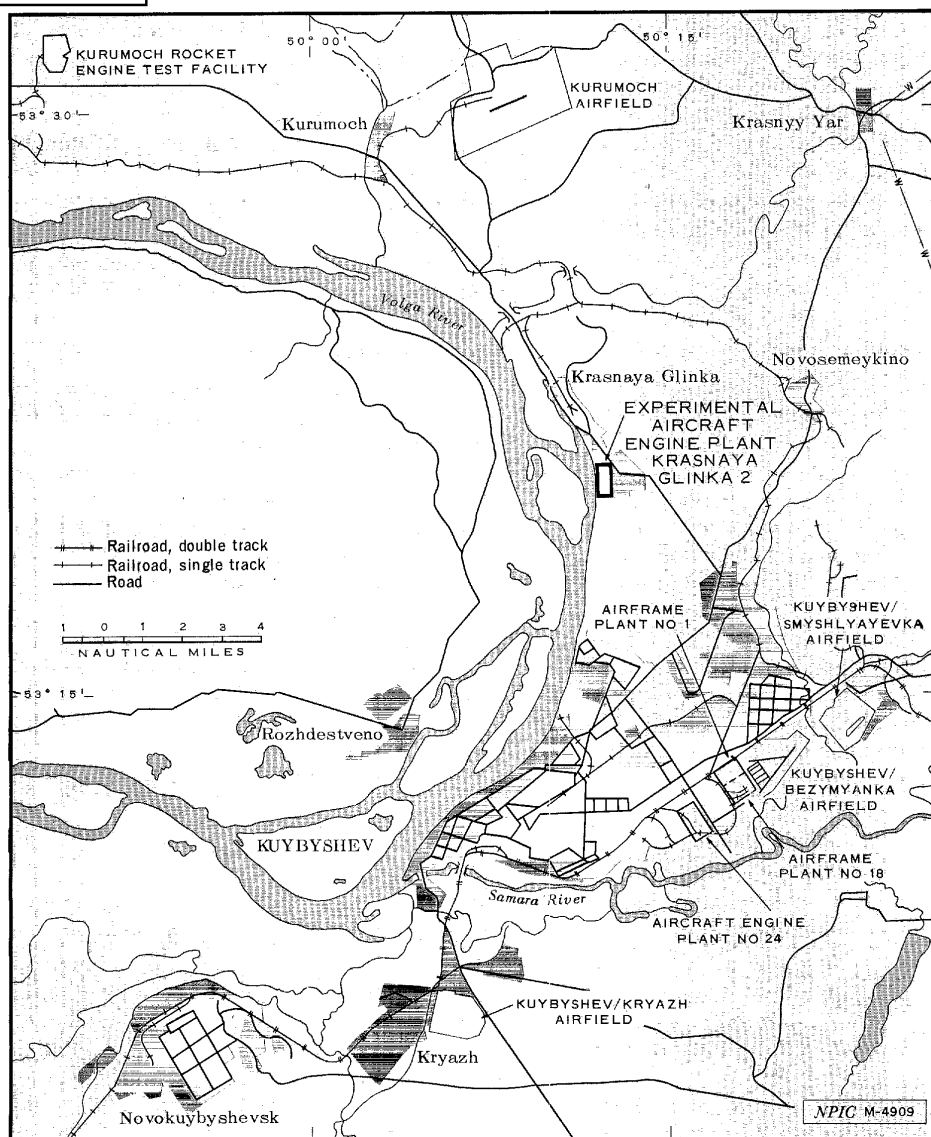 50° 00'
50° 15'
KURUMOCH ROCKET
ENGINE TEST FACILITY
KURUMOCH
AIRFIELD
53° 30'
Kurumoch
Krasnyy Yar
Volga River
Novosemeykino
Krasnaya Glinka
EXPERIMENTAL
AIRCRAFT
ENGINE PLANT
KRASNAYA
GLINKA 2
Railroad, double track
Railroad, single track
Road
1 0 1 2 3 4
NAUTICAL MILES
AIRFRAME
PLANT NO 1
KUYBYSHEV/
SMYSHLYAYEVKA
AIRFIELD
53° 15'
Rozhdestveno
KUYBYSHEV/
BEZYMYANKA
AIRFIELD
KUYBYSHEV
AIRFRAME
PLANT NO 18
Samara River
AIRCRAFT ENGINE
PLANT NO 24
KUYBYSHEV/KRYAZH
AIRFIELD
Kryazh
Novokuybyshevsk
NPIC M-4909